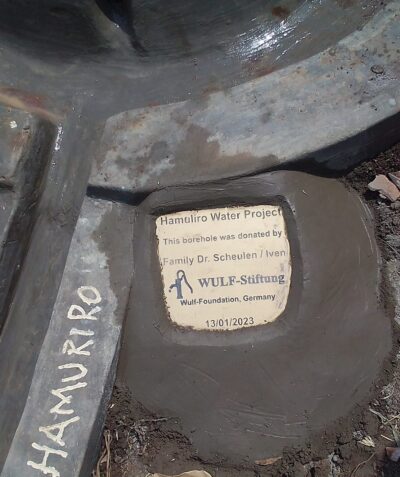 Hamuliro Water Project
This borehole was donated by
Family Dr. Scheulen / Iven
WULF-Stiftung
Wulf-Foundation, Germany
13/01/2023
HAMURIRO